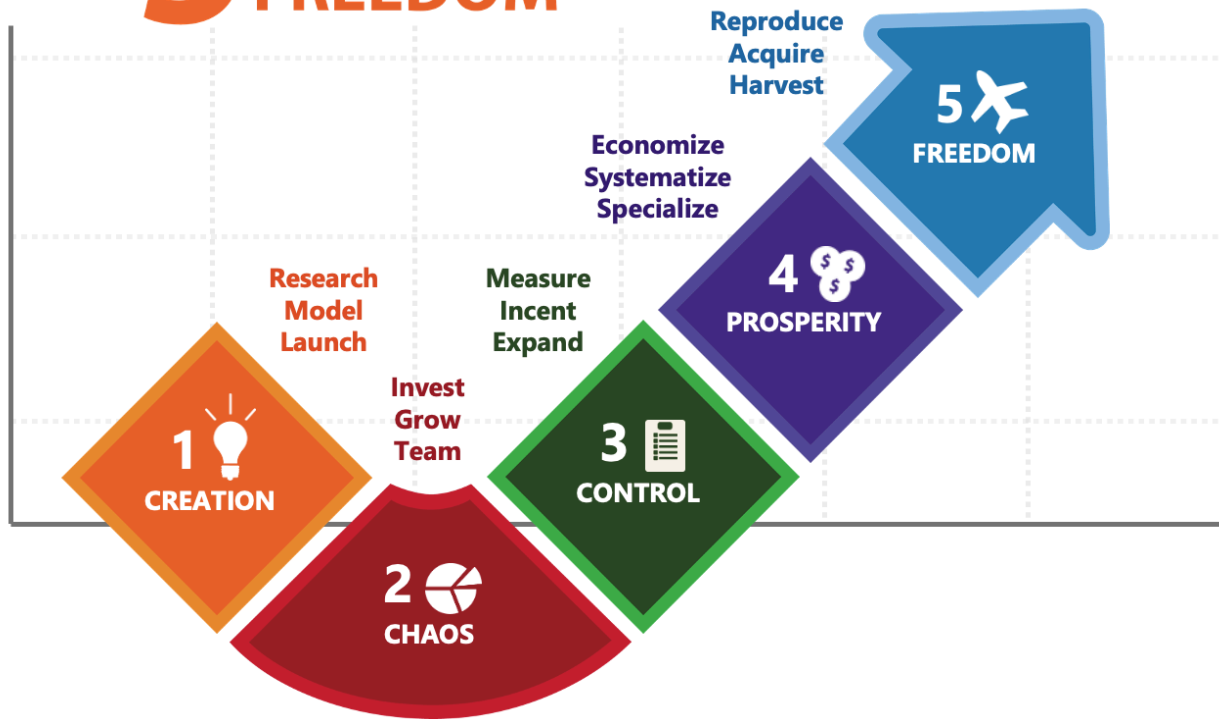 FREEDOM
Reproduce
Acquire
Harvest
5
FREEDOM
Economize
Systematize
Specialize
4
$ $
$
PROSPERITY
Research
Model
Launch
Measure
Incent
Expand
Invest
Grow
Team
1
CREATION
3
CONTROL
2
CHAOS